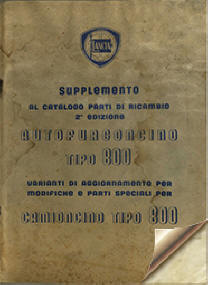 LANCIA
SUPPLEMENTO
AL CATALOGO PARTI DI RICAMBIO
2ª EDIZIONE
AUTOFURGONCINO
TIPO 800
VARIANTI DI AGGIORNAMENTO PER
MODIFICHE E PARTI SPECIALI PER
CAMIONCINO TIPO 800